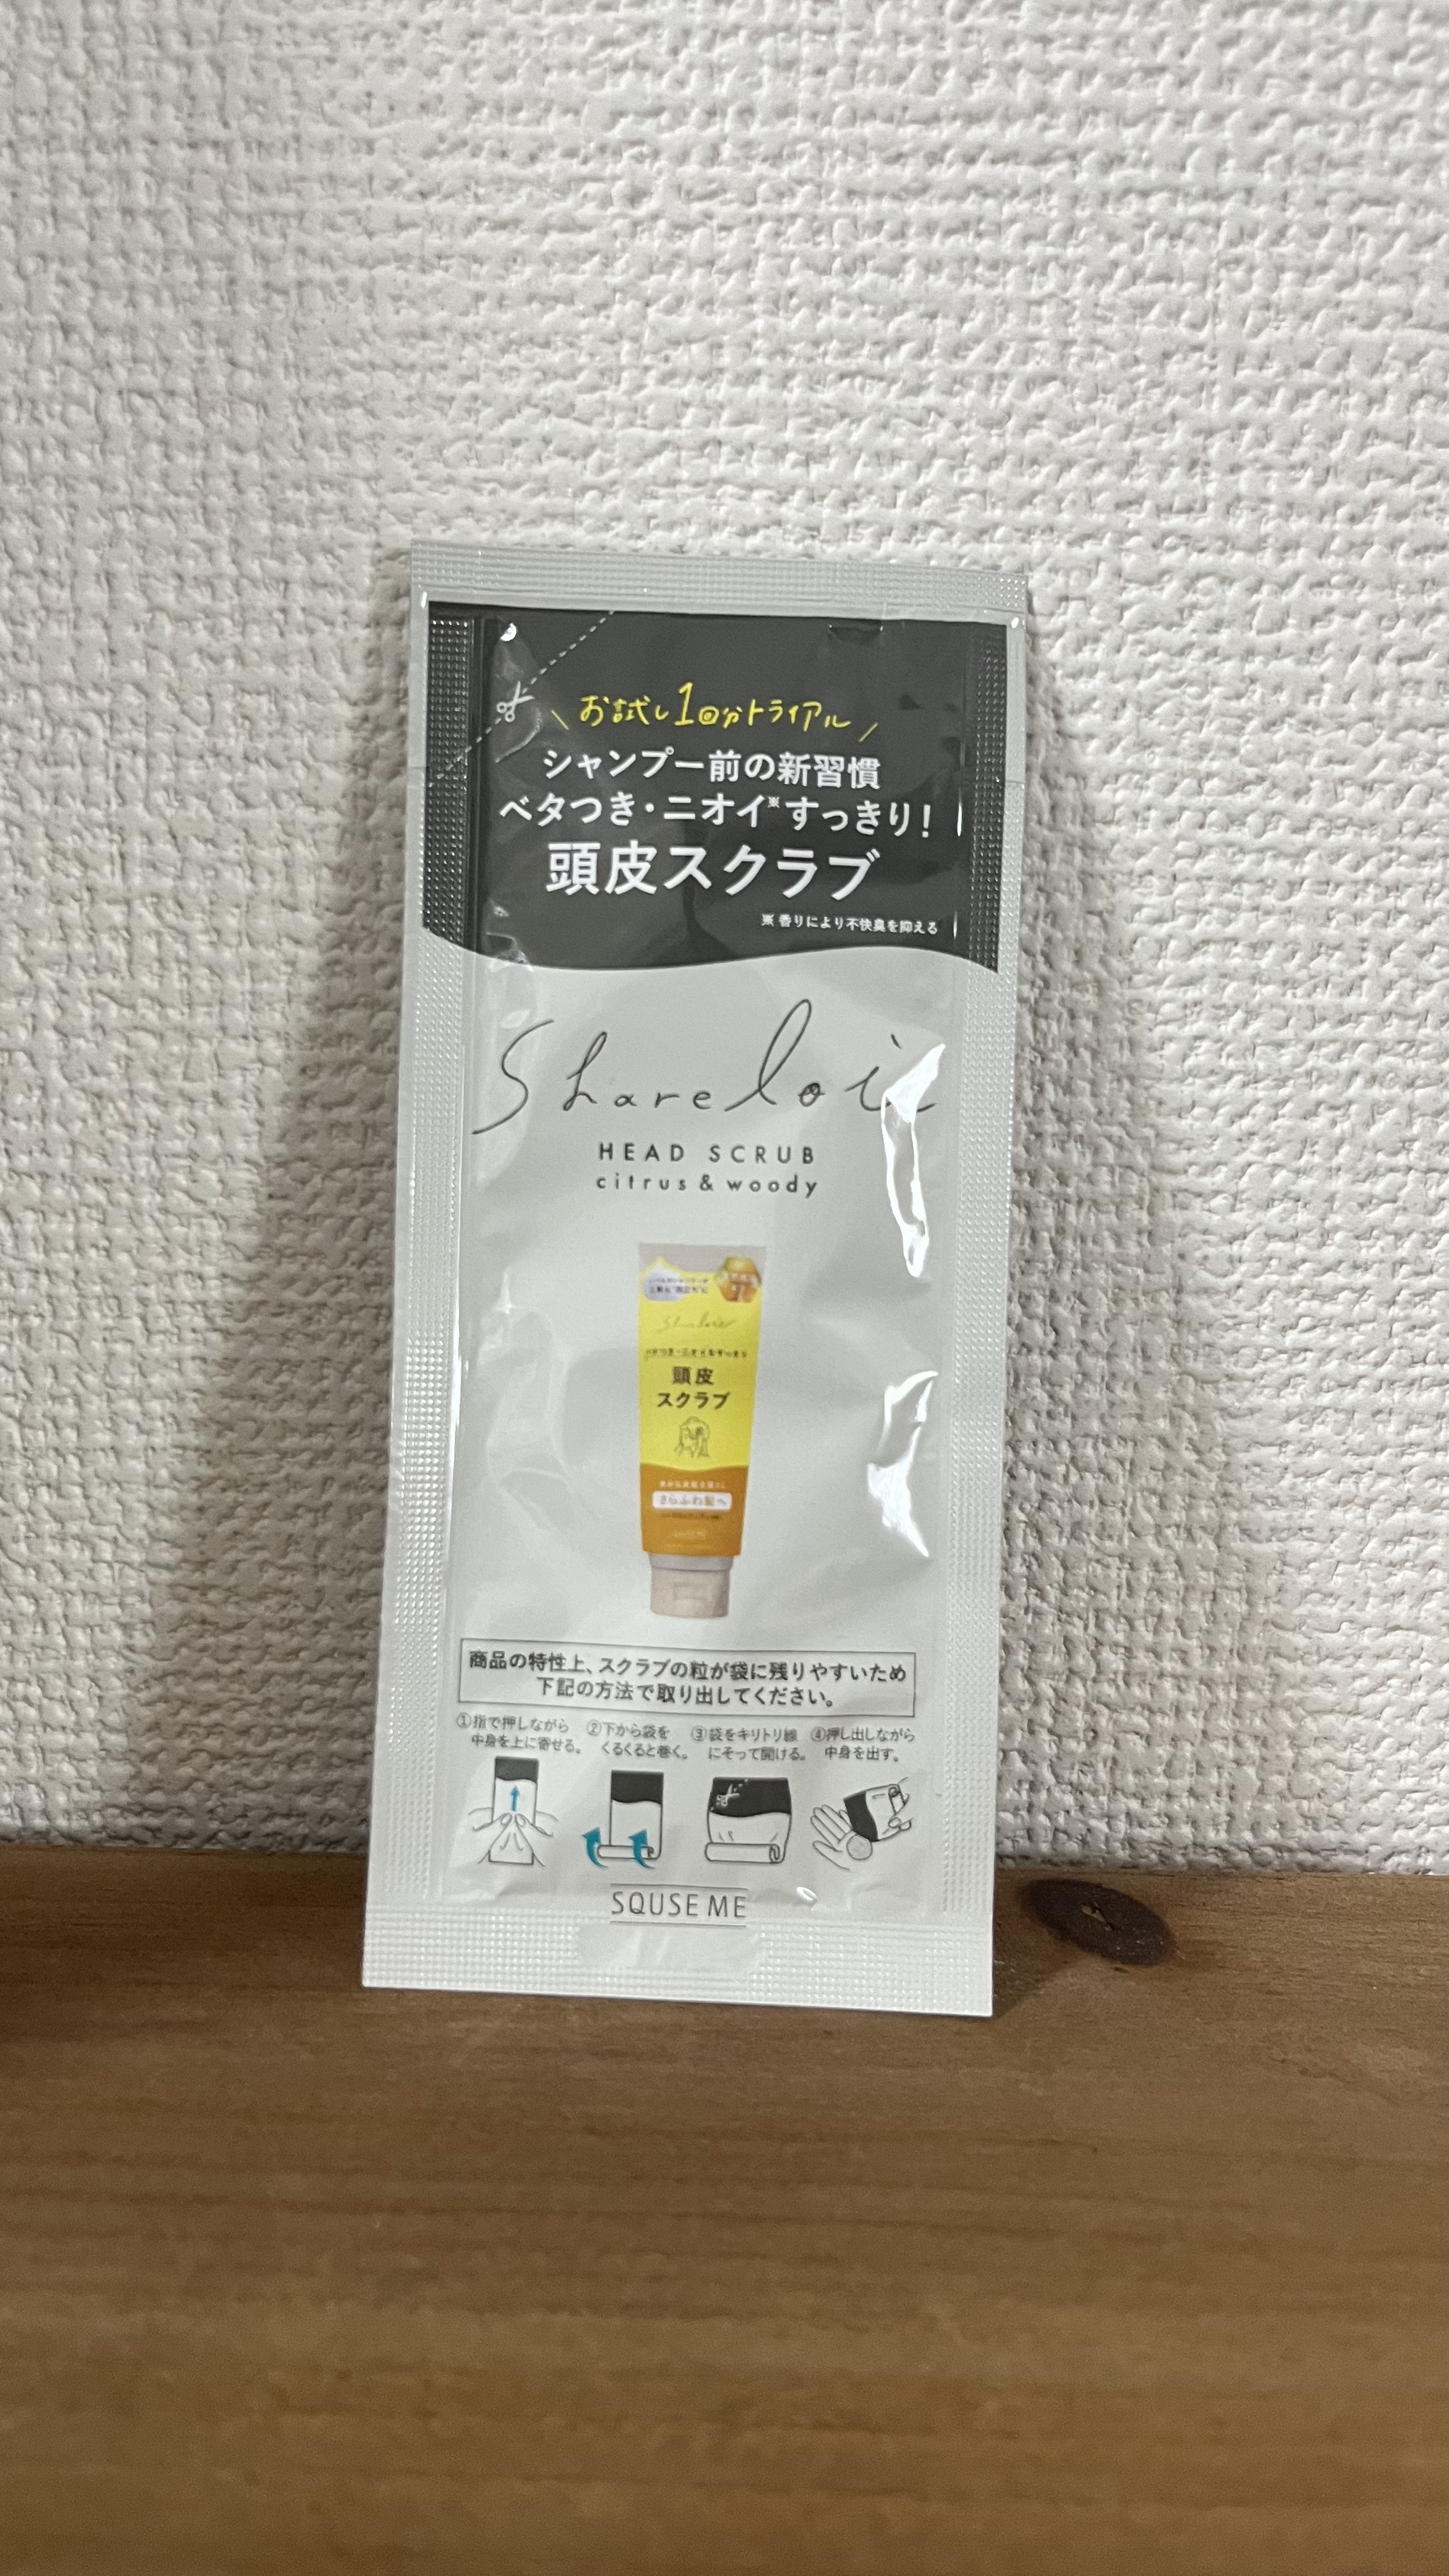 お試し1回分トライアル
シャンプー前の新習慣
ベタつき・ニオイ※すっきり!
頭皮スクラブ
※香りにより不快臭を抑える
Shareloie
HEAD SCRUB
citrus & woody
頭皮
スクラブ
さらふわ髪へ
商品の特性上、スクラブの粒が袋に残りやすいため
下記の方法で取り出してください。
①指で押しながら
中身を上に寄せる。
②下から袋を
くるくると巻く。
③袋をキリトリ線
にそって開ける。
④押し出しながら
中身を出す。
SQUSE ME